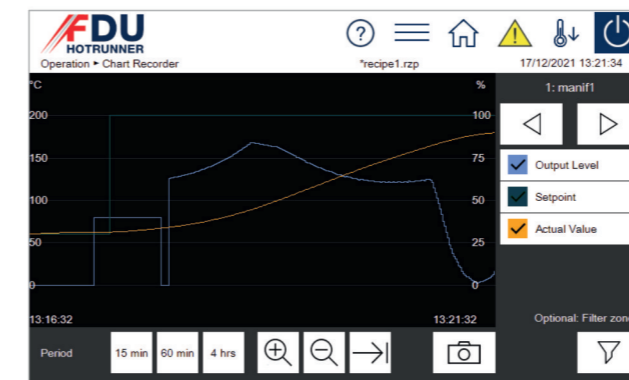 FDU
HOTRUNNER
?
Operation ▸ Chart Recorder
*recipe1.rzp
17/12/2021 13:21:34
°C
%
1: manif1
200
100
150
75
Output Level
100
50
Setpoint
50
25
Actual Value
0
0
13:16:32
13:21:32
Optional: Filter zone
Period
15 min
60 min
4 hrs